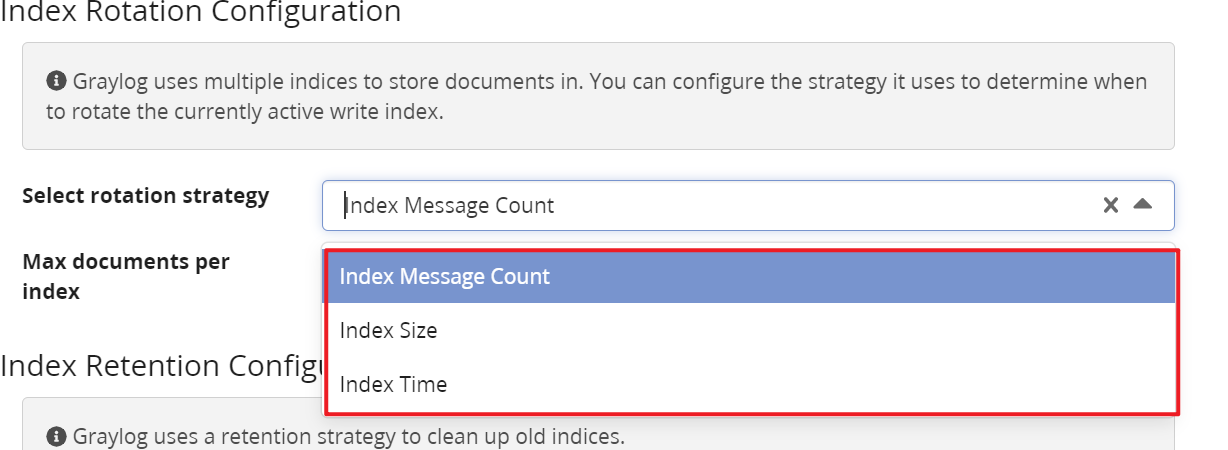 Index Rotation Configuration
Graylog uses multiple indices to store documents in. You can configure the strategy it uses to determine when
to rotate the currently active write index.
Select rotation strategy
Index Message Count
Max documents per
index
Index Message Count
Index Size
Index Time
Index Retention
Graylog uses a retention strategy to clean up old indices.